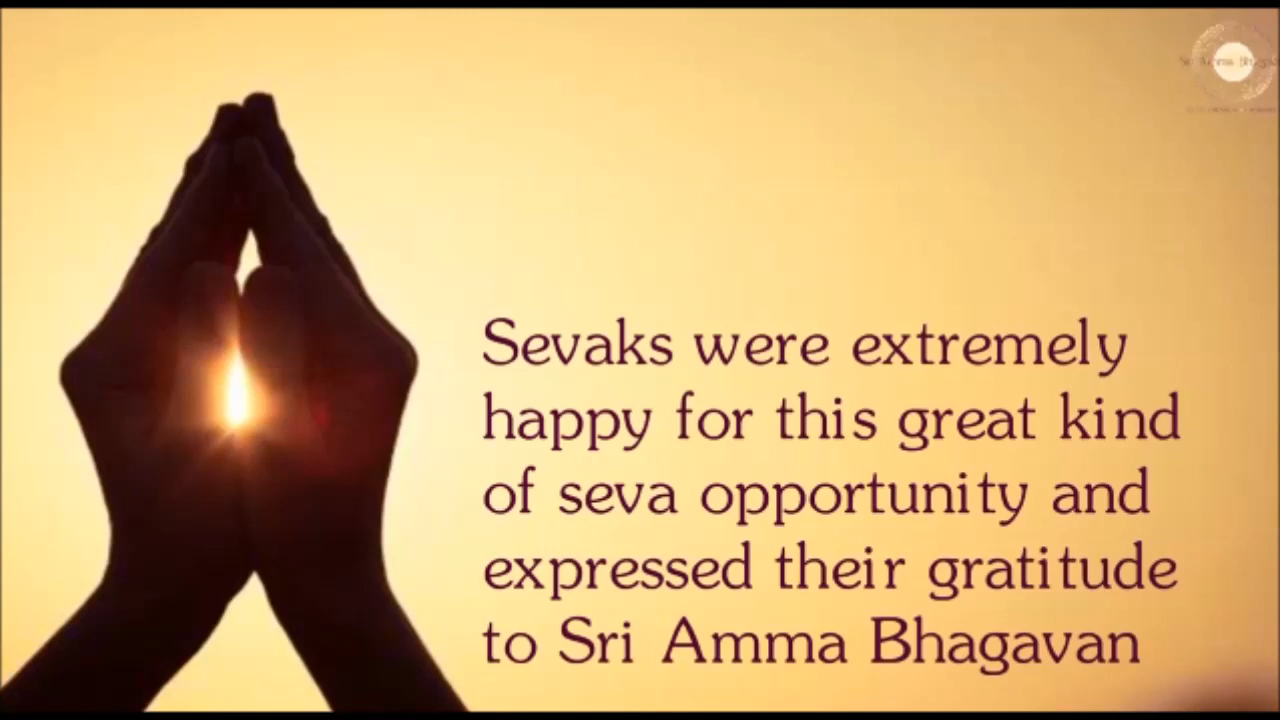 Sevaks were extremely
happy for this great kind
of seva opportunity and
expressed their gratitude
to Sri Amma Bhagavan